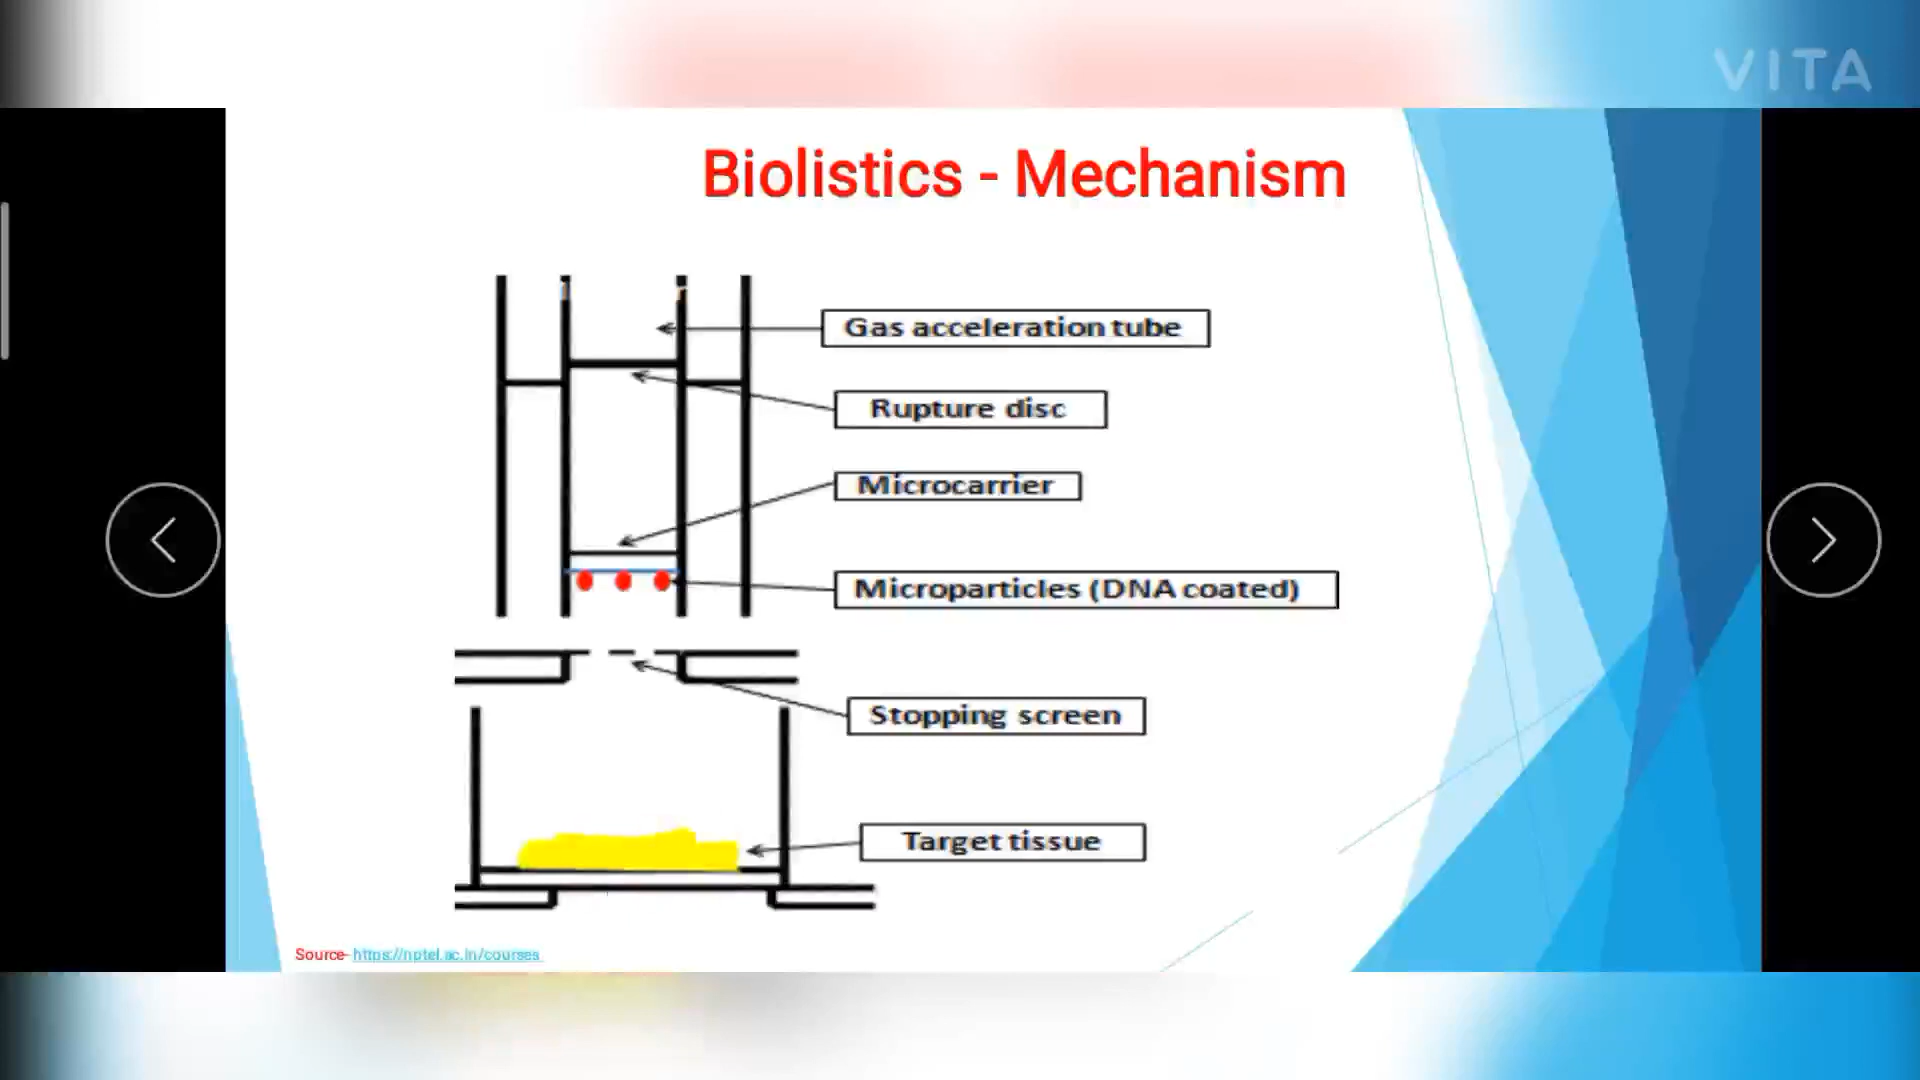 VITA
Biolistics - Mechanism
Gas acceleration tube
Rupture disc
Microcarrier
Microparticles (DNA coated)
Stopping screen
Target tissue
Source- https://nptel.ac.in/courses